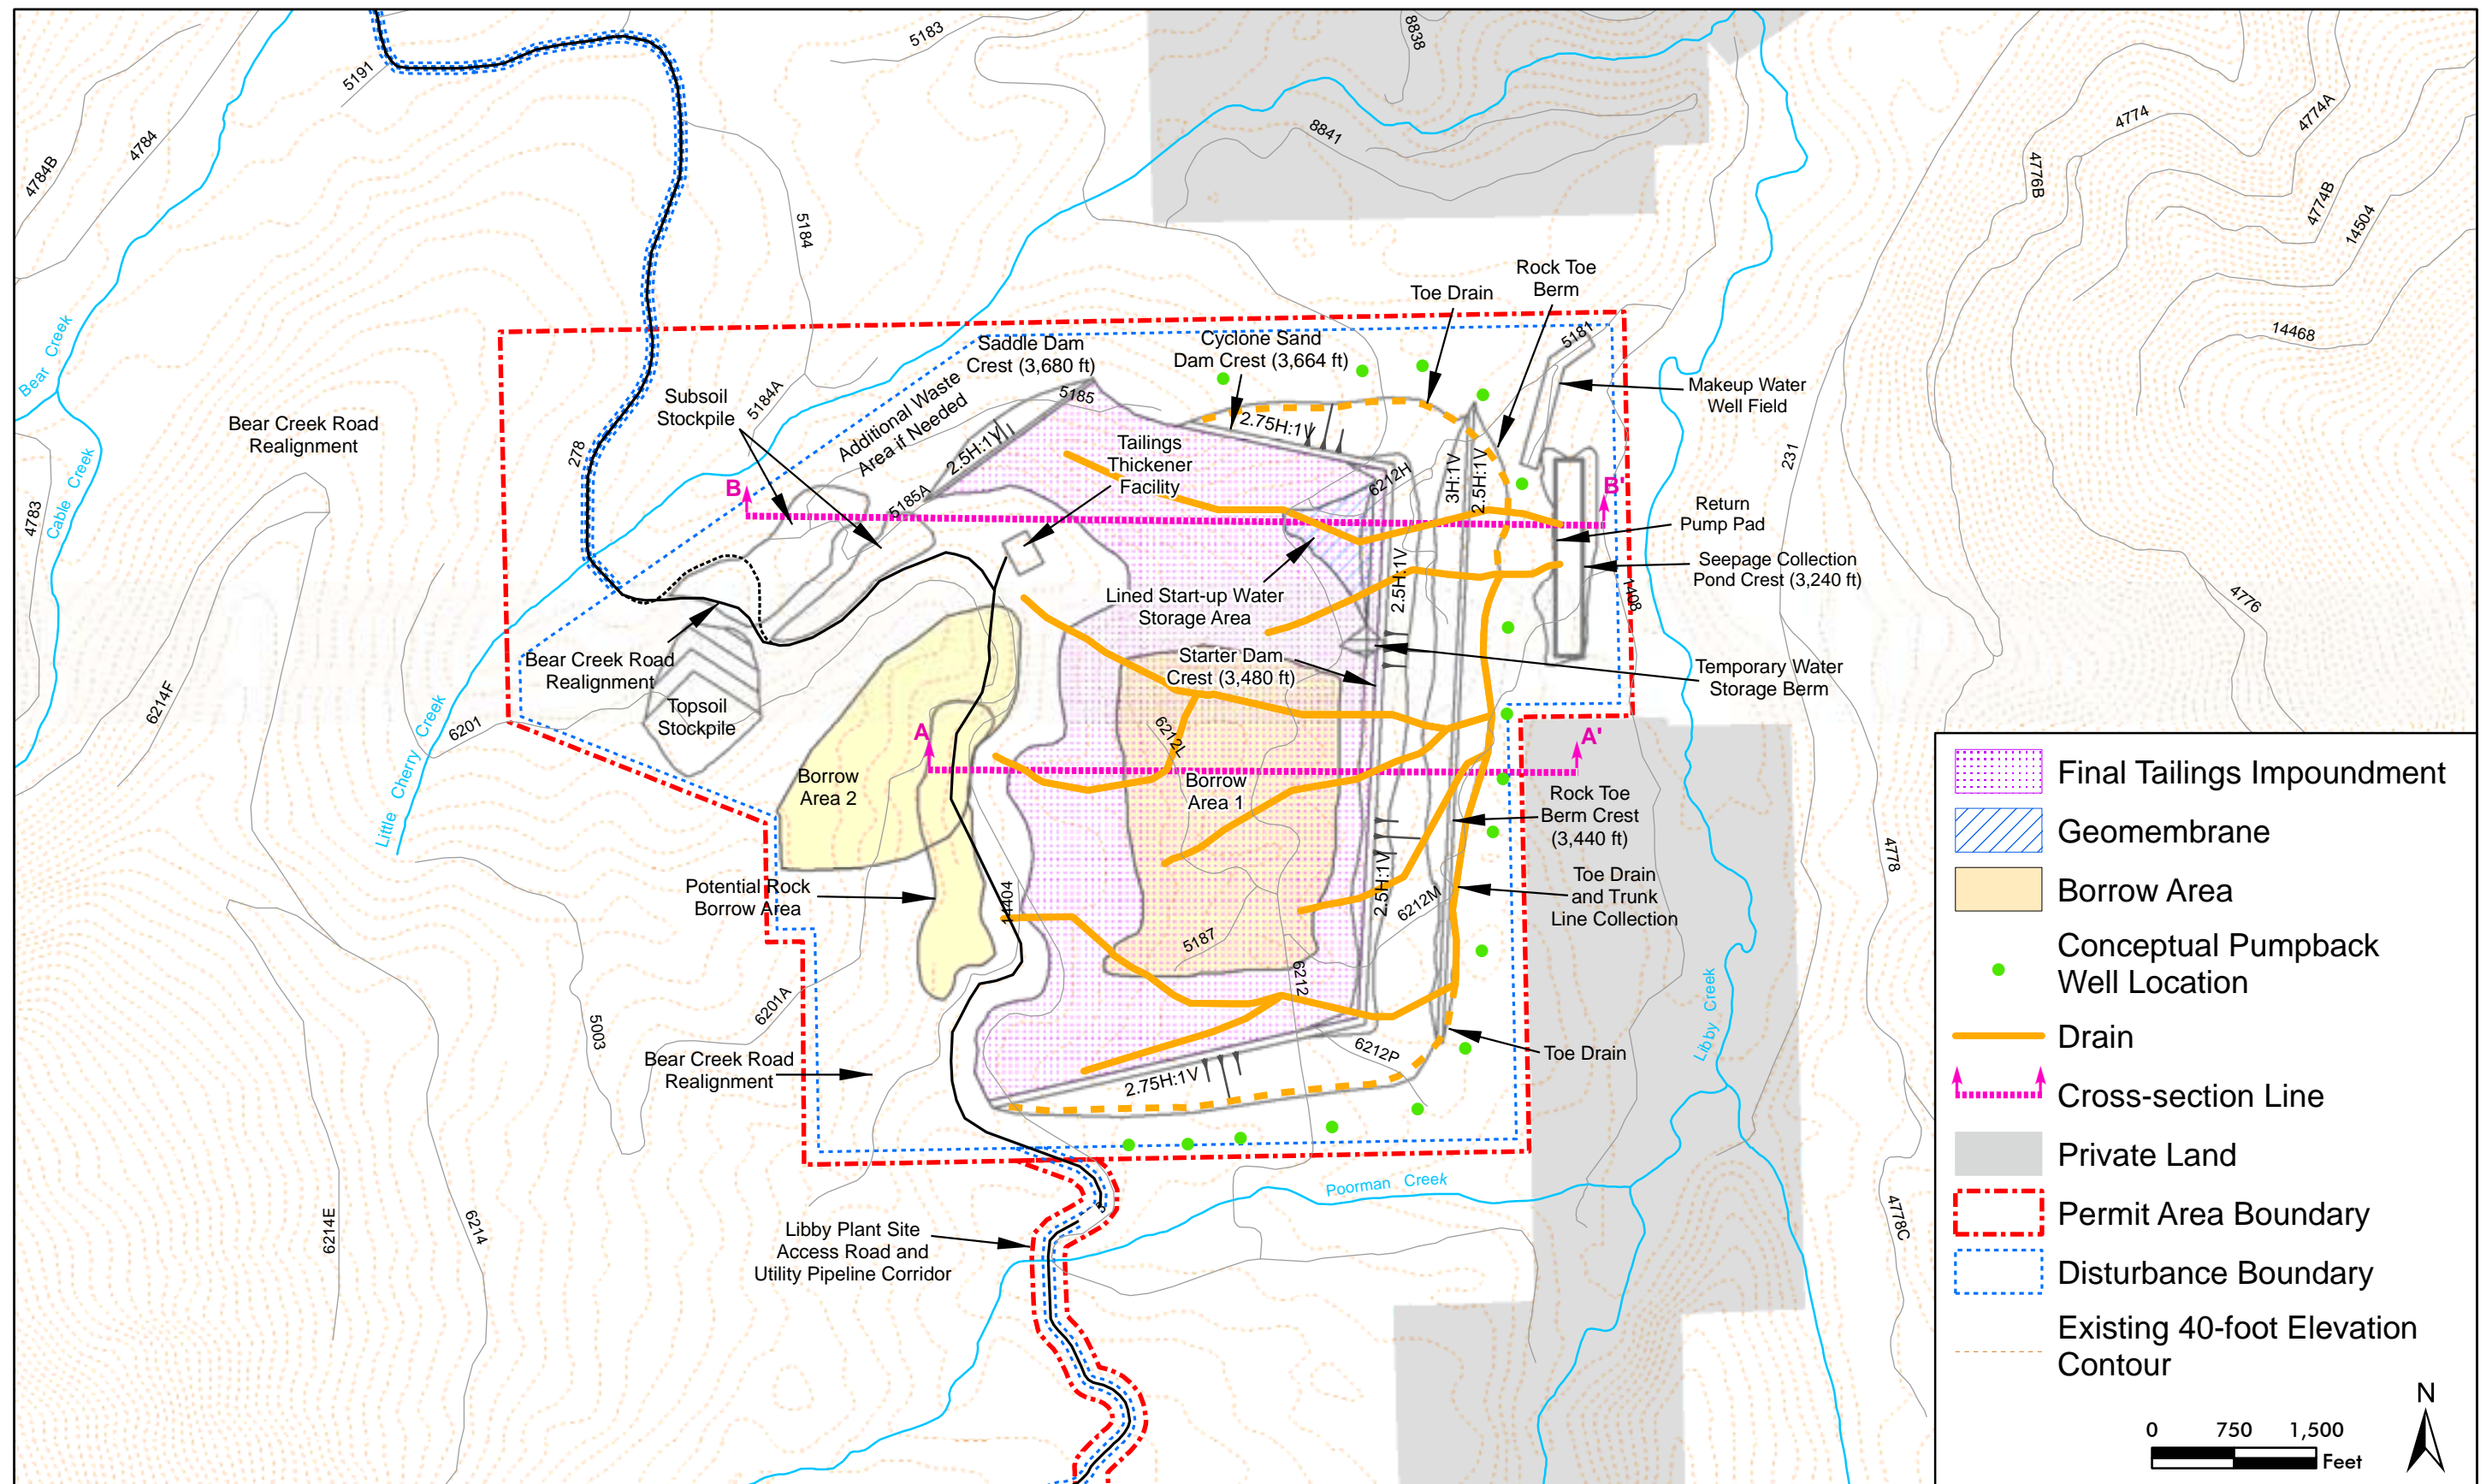 5183
8838
5191
4784
4784B
8841
4774
4774A
4776B
4774B
14504
5184
Rock Toe
Berm
Toe Drain
14468
5181
Bear Creek
Saddle Dam
Crest (3,680 ft)
Cyclone Sand
Dam Crest (3,664 ft)
Makeup Water
Well Field
Subsoil
Stockpile
5184A
Additional Waste
Area if Needed
5185
2.75H:1V
Bear Creek Road
Realignment
278
2.5H:1V
Tailings
Thickener
Facility
231
3H:1V
2.5H:1V
6212H
Cable Creek
4783
B
B'
5185A
Return
Pump Pad
Seepage Collection
Pond Crest (3,240 ft)
2.5H:1V
1408
4776
Lined Start-up Water
Storage Area
Bear Creek Road
Realignment
Starter Dam
Crest (3,480 ft)
Temporary Water
Storage Berm
6214F
Topsoil
Stockpile
6201
Little Cherry Creek
6212L
A
A'
Borrow
Area 2
Borrow
Area 1
Rock Toe
Berm Crest
(3,440 ft)
4778
Potential Rock
Borrow Area
14404
2.5H:1V
6212M
Toe Drain
and Trunk
Line Collection
5187
6212
6201A
5003
Libby Creek
Bear Creek Road
Realignment
6212P
Toe Drain
2.75H:1V
Poorman Creek
6214E
6214
4778C
Libby Plant Site
Access Road and
Utility Pipeline Corridor
Final Tailings Impoundment
Geomembrane
Borrow Area
Conceptual Pumpback
Well Location
Drain
Cross-section Line
Private Land
Permit Area Boundary
Disturbance Boundary
Existing 40-foot Elevation
Contour
N
0 750 1,500
Feet